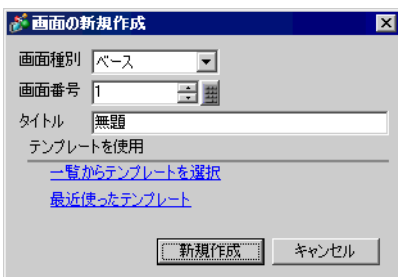 画面の新規作成
画面種別 ベース
画面番号 1
タイトル 無題
テンプレートを使用
一覧からテンプレートを選択
最近使ったテンプレート
新規作成 キャンセル